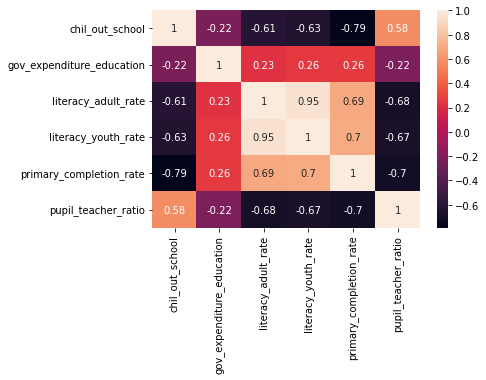 chil_out_school 1 -0.22 -0.61 -0.63 -0.79 0.58
gov_expenditure_education -0.22 1 0.23 0.26 0.26 -0.22
literacy_adult_rate -0.61 0.23 1 0.95 0.69 -0.68
literacy_youth_rate -0.63 0.26 0.95 1 0.7 -0.67
primary_completion_rate -0.79 0.26 0.69 0.7 1 -0.7
pupil_teacher_ratio 0.58 -0.22 -0.68 -0.67 -0.7 1
chil_out_school
gov_expenditure_education
literacy_adult_rate
literacy_youth_rate
primary_completion_rate
pupil_teacher_ratio
1.0
0.8
0.6
0.4
0.2
0.0
−0.2
−0.4
−0.6